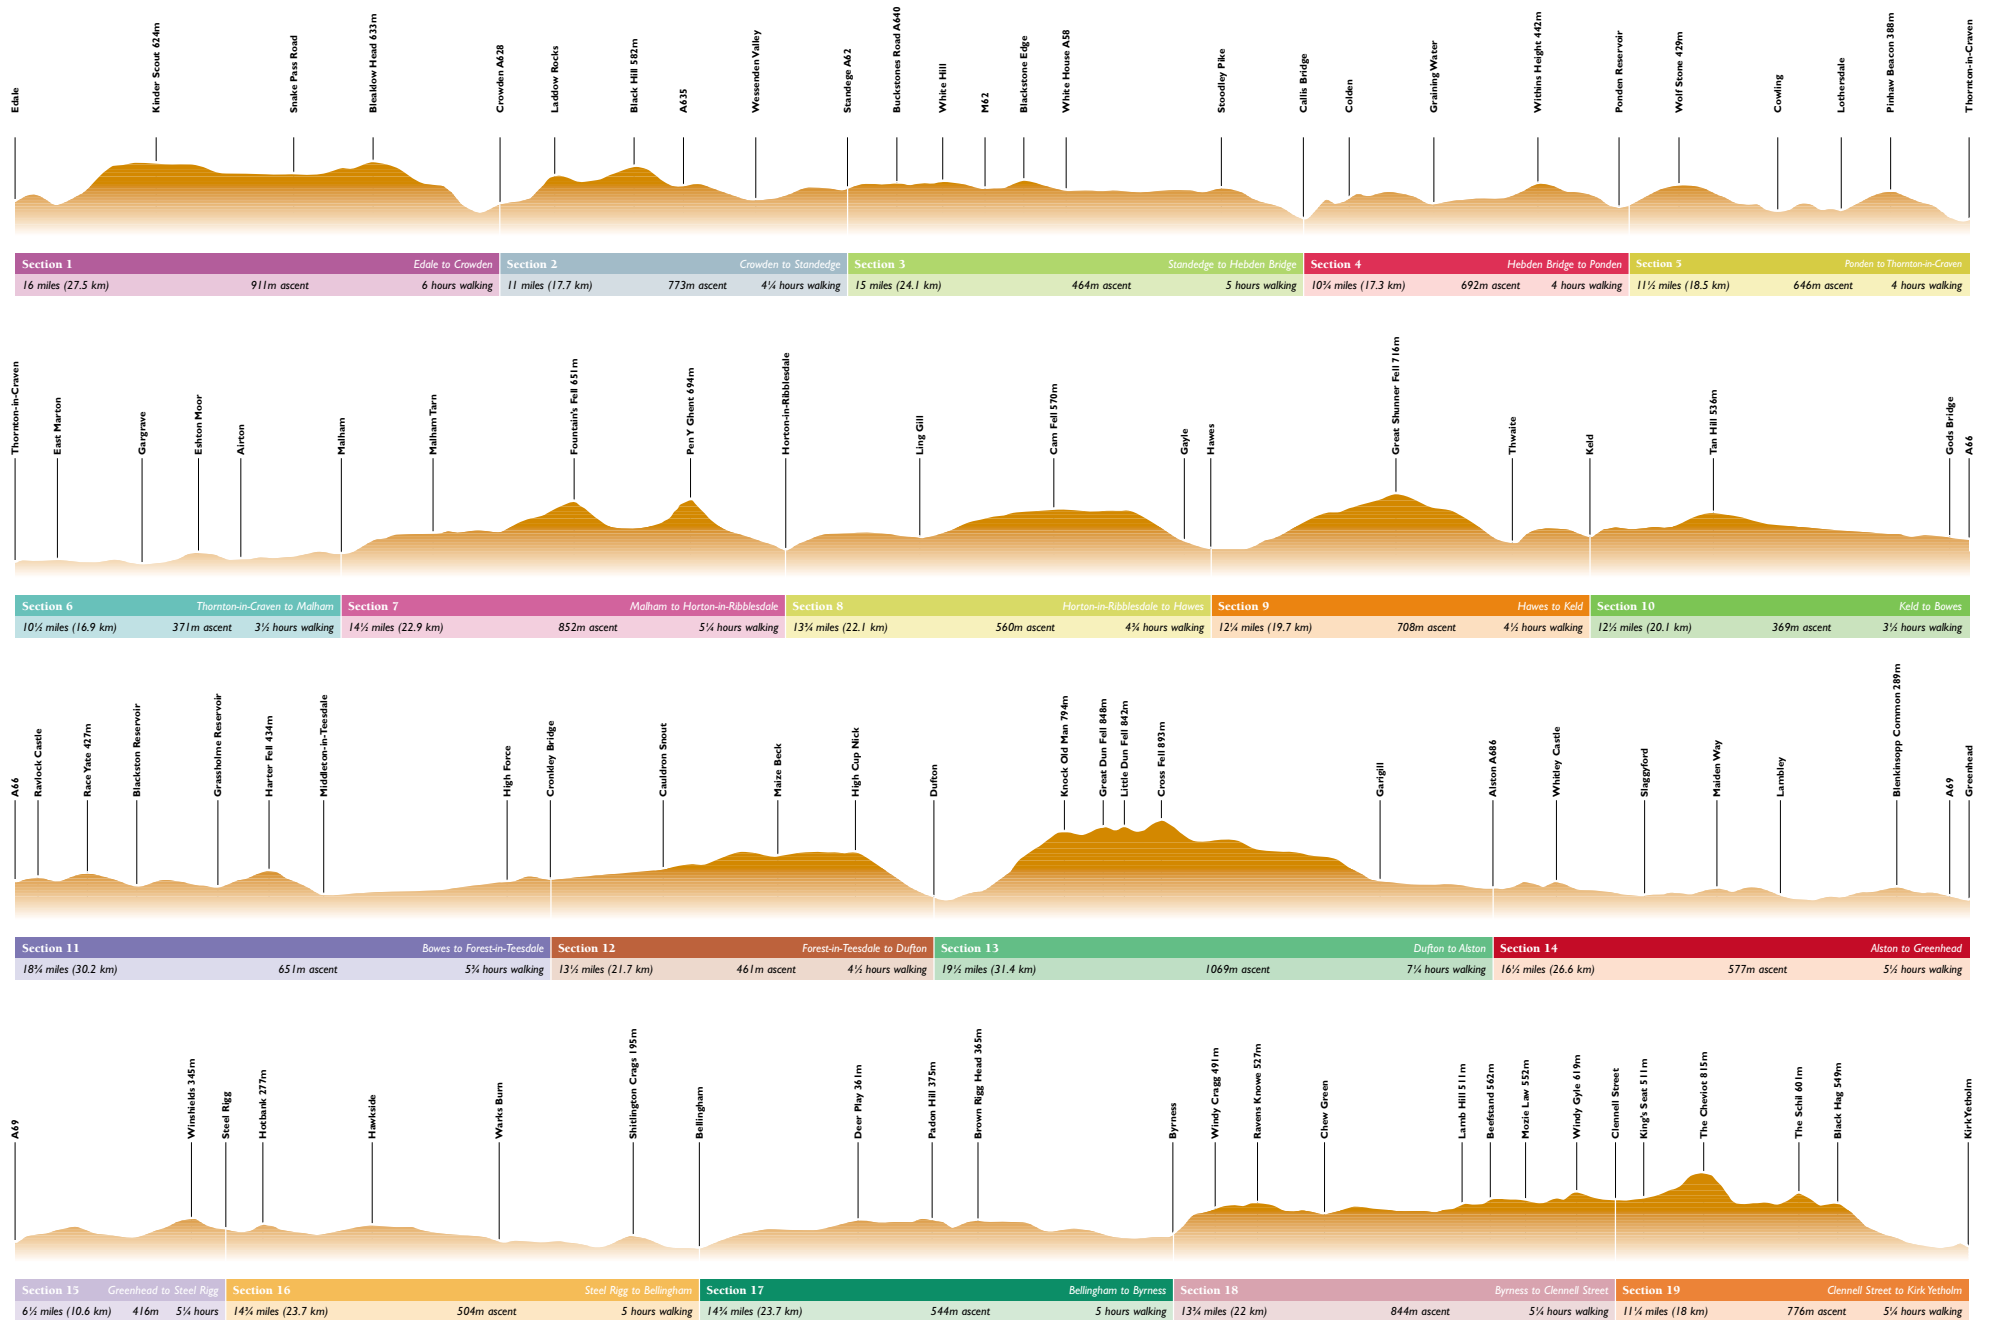 Edale
Kinder Scout 624m
Snake Pass Road
Blealdow Head 633m
Crowden A628
Laddow Rocks
Black Hill 582m
A635
Wessenden Valley
Standege A62
Buckstones Road A640
White Hill
M62
Blackstone Edge
White House A58
Stoodley Pike
Callis Bridge
Colden
Graining Water
Withins Height 442m
Ponden Reservoir
Wolf Stone 429m
Cowling
Lothersdale
Pinhaw Beacon 388m
Thornton-in-Craven
Section 1 Edale to Crowden
16 miles (27.5 km) 911m ascent 6 hours walking
Section 2 Crowden to Standedge
11 miles (17.7 km) 773m ascent 4¼ hours walking
Section 3 Standedge to Hebden Bridge
15 miles (24.1 km) 464m ascent 5 hours walking
Section 4 Hebden Bridge to Ponden
10¾ miles (17.3 km) 692m ascent 4 hours walking
Section 5 Ponden to Thornton-in-Craven
11½ miles (18.5 km) 646m ascent 4 hours walking
Thornton-in-Craven
East Marton
Gargrave
Eshton Moor
Airton
Malham
Malham Tarn
Fountain's Fell 651m
Pen Y Ghent 694m
Horton-in-Ribblesdale
Ling Gill
Cam Fell 570m
Gayle
Hawes
Great Shunner Fell 716m
Thwaite
Keld
Tan Hill 536m
Gods Bridge
A66
Section 6 Thornton-in-Craven to Malham
10½ miles (16.9 km) 371m ascent 3½ hours walking
Section 7 Malham to Horton-in-Ribblesdale
14½ miles (22.9 km) 852m ascent 5¼ hours walking
Section 8 Horton-in-Ribblesdale to Hawes
13¾ miles (22.1 km) 560m ascent 4¾ hours walking
Section 9 Hawes to Keld
12¼ miles (19.7 km) 708m ascent 4½ hours walking
Section 10 Keld to Bowes
12½ miles (20.1 km) 369m ascent 3½ hours walking
A66
Ravlock Castle
Race Yate 427m
Blackston Reservoir
Grassholme Reservoir
Harter Fell 434m
Middleton-in-Teesdale
High Force
Cronkley Bridge
Cauldron Snout
Maize Beck
High Cup Nick
Dufton
Knock Old Man 794m
Great Dun Fell 848m
Little Dun Fell 842m
Cross Fell 893m
Garigill
Alston A686
Whitley Castle
Slaggyford
Maiden Way
Lambley
Blenkinsopp Common 289m
A69
Greenhead
Section 11 Bowes to Forest-in-Teesdale
18¾ miles (30.2 km) 651m ascent 5¾ hours walking
Section 12 Forest-in-Teesdale to Dufton
13½ miles (21.7 km) 461m ascent 4½ hours walking
Section 13 Dufton to Alston
19½ miles (31.4 km) 1069m ascent 7¼ hours walking
Section 14 Alston to Greenhead
16½ miles (26.6 km) 577m ascent 5½ hours walking
A69
Winshields 345m
Steel Rigg
Hotbank 277m
Hawkside
Warks Burn
Shitlington Crags 195m
Bellingham
Deer Play 361m
Padon Hill 375m
Brown Rigg Head 365m
Byrness
Windy Cragg 491m
Ravens Knowe 527m
Chew Green
Lamb Hill 511m
Beefstand 562m
Mozie Law 552m
Windy Gyle 619m
Clennell Street
King's Seat 511m
The Cheviot 815m
The Schil 601m
Black Hag 549m
Kirk Yetholm
Section 15 Greenhead to Steel Rigg
6½ miles (10.6 km) 416m 5¼ hours
Section 16 Steel Rigg to Bellingham
14¾ miles (23.7 km) 504m ascent 5 hours walking
Section 17 Bellingham to Byrness
14¾ miles (23.7 km) 544m ascent 5 hours walking
Section 18 Byrness to Clennell Street
13¾ miles (22 km) 844m ascent 5¼ hours walking
Section 19 Clennell Street to Kirk Yetholm
11¼ miles (18 km) 776m ascent 5¼ hours walking